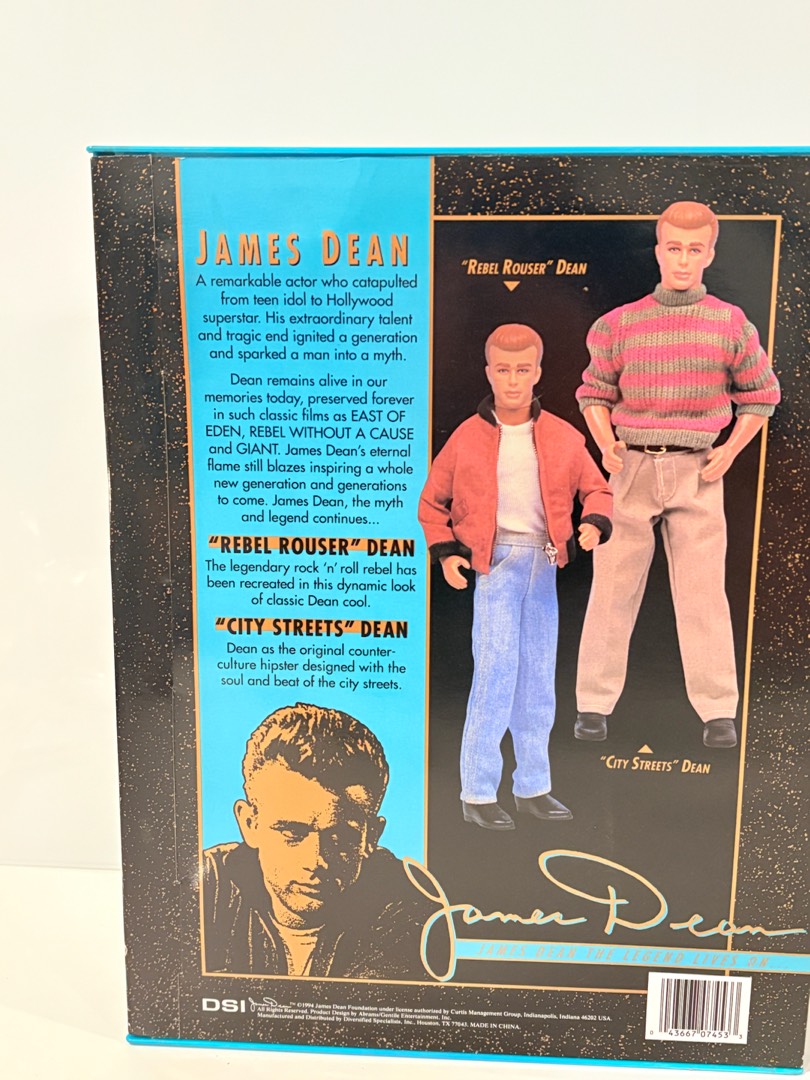 JAMES DEAN
A remarkable actor who catapulted
from teen idol to Hollywood
superstar. His extraordinary talent
and tragic end ignited a generation
and sparked a man into a myth.
Dean remains alive in our
memories today, preserved forever
in such classic films as EAST OF
EDEN, REBEL WITHOUT A CAUSE
and GIANT. James Dean's eternal
flame still blazes inspiring a whole
new generation and generations
to come. James Dean, the myth
and legend continues...
"REBEL ROUSER" DEAN
The legendary rock 'n' roll rebel has
been recreated in this dynamic look
of classic Dean cool.
"CITY STREETS" DEAN
Dean as the original counter-
culture hipster designed with the
soul and beat of the city streets.
"REBEL ROUSER" DEAN
"CITY STREETS" DEAN
James Dean
JAMES DEAN THE LEGEND LIVES ON...
DSI James Dean™ ©1994 James Dean Foundation under license authorized by Curtis Management Group, Indianapolis, Indiana 46202 USA.
All Rights Reserved. Product Design by Abrams/Gentile Entertainment, Inc.
Manufactured and Distributed by Diversified Specialists, Inc., Houston, TX 77043. MADE IN CHINA.
0 43667 07453 3